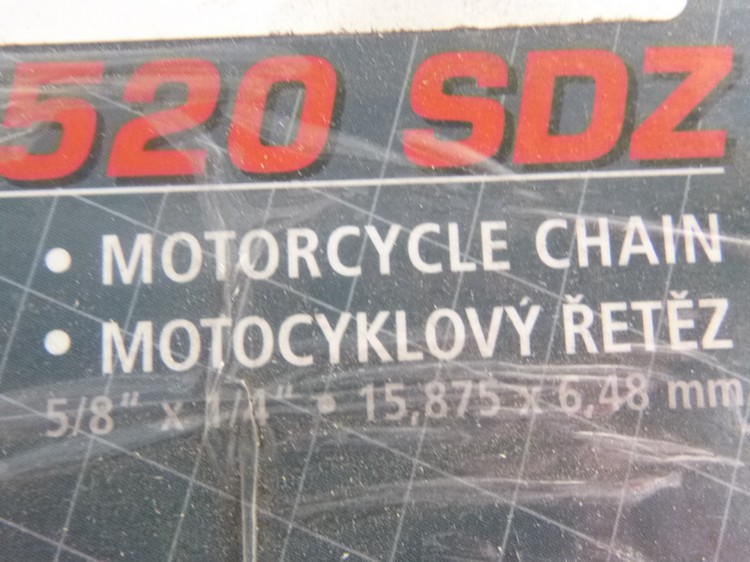 520 SDZ
• MOTORCYCLE CHAIN
• MOTOCYKLOVÝ ŘETĚZ
5/8" x 1/4" • 15,875 x 6,48 mm